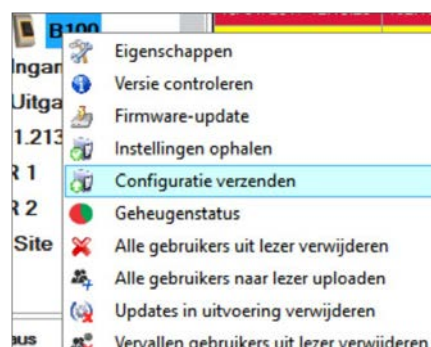 B100
Eigenschappen
Ingan
Versie controleren
Uitga
Firmware-update
1.213
Instellingen ophalen
R 1
Configuratie verzenden
R 2
Geheugenstatus
Site
Alle gebruikers uit lezer verwijderen
Alle gebruikers naar lezer uploaden
Updates in uitvoering verwijderen
aus
Vervallen gebruikers uit lezer verwijderen